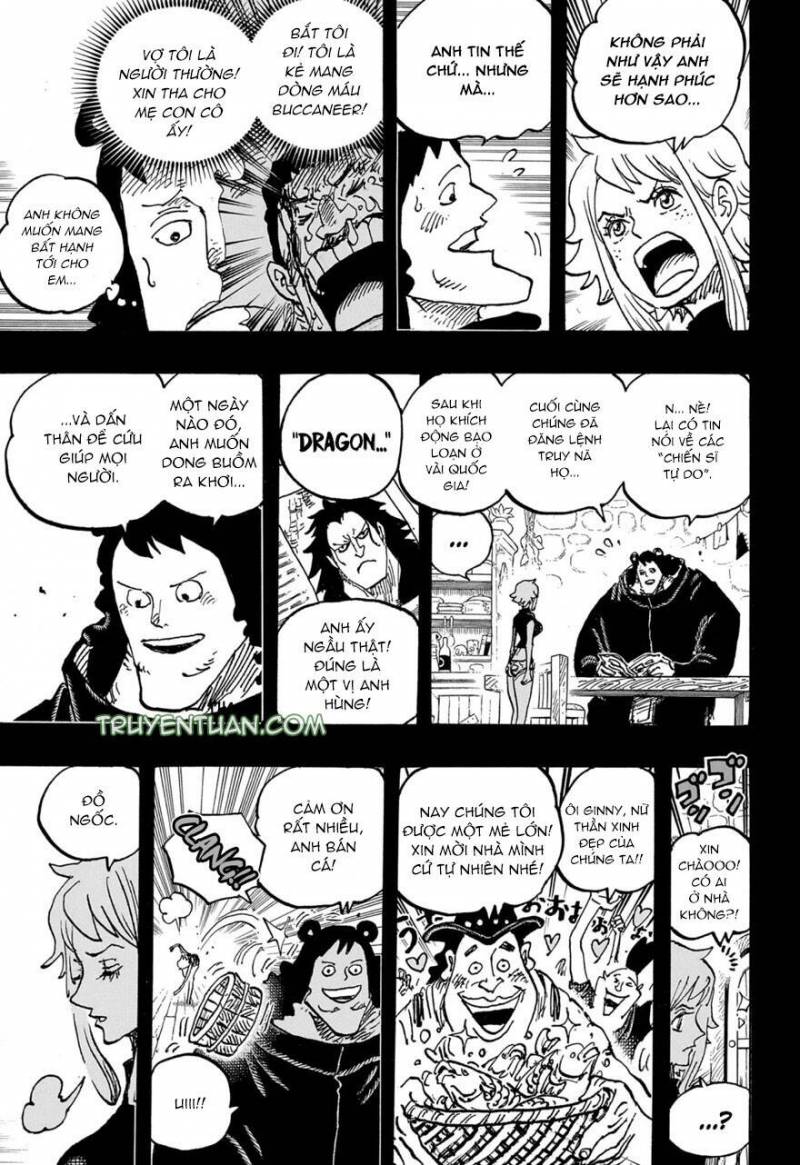 KHÔNG PHẢI
NHƯ VẬY ANH
SẼ HẠNH PHÚC
HƠN SAO...
ANH TIN THẾ
CHỨ... NHƯNG
MÀ...
BẮT TÔI
ĐI! TÔI LÀ
KẺ MANG
DÒNG MÁU
BUCCANEER!
VỢ TÔI LÀ
NGƯỜI THƯỜNG!
XIN THA CHO
MẸ CON CÔ
ẤY!
ANH KHÔNG
MUỐN MANG
BẤT HẠNH
TỚI CHO
EM...
N... NÈ!
LẠI CÓ TIN
NÓI VỀ CÁC
"CHIẾN SĨ
TỰ DO".
CUỐI CÙNG
CHÚNG ĐÃ
ĐĂNG LỆNH
TRUY NÃ
HỌ...
SAU KHI
HỌ KHÍCH
ĐỘNG BẠO
LOẠN Ở
VÀI QUỐC
GIA!
...
"DRAGON..."
ANH ẤY
NGẦU THẬT!
ĐÚNG LÀ
MỘT VỊ ANH
HÙNG!
MỘT NGÀY
NÀO ĐÓ,
ANH MUỐN
DONG BUỒM
RA KHƠI...
...VÀ DẤN
THÂN ĐỂ CỨU
GIÚP MỌI
NGƯỜI.
TRUYENTUAN.COM
ゴン
ゴン
XIN
CHÀOOO!
CÓ AI
Ở NHÀ
KHÔNG?!
...?
ÔI GINNY, NỮ
THẦN XINH
ĐẸP CỦA
CHÚNG TA!!
NAY CHÚNG TÔI
ĐƯỢC MỘT MẺ LỚN!
XIN MỜI NHÀ MÌNH
CỨ TỰ NHIÊN NHÉ!
CẢM ƠN
RẤT NHIỀU,
ANH BÁN
CÁ!
CLANG!!
UIII!!
ĐỒ
NGỐC.